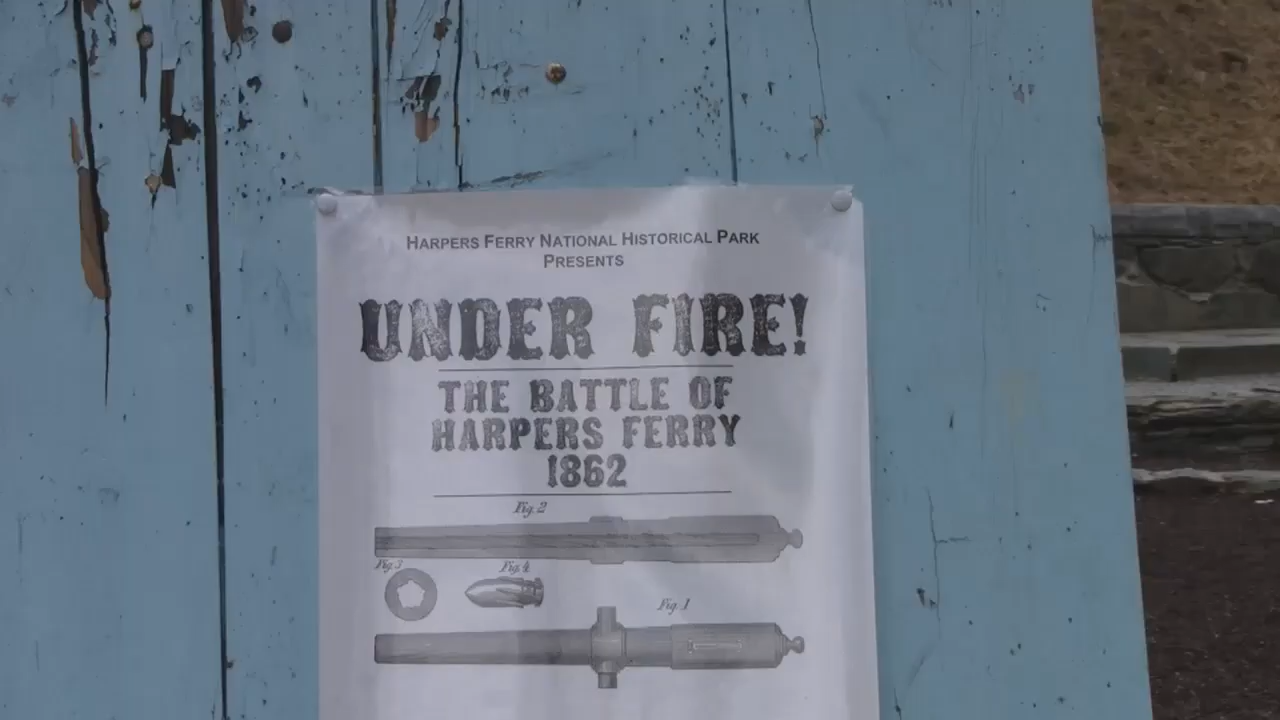 HARPERS FERRY NATIONAL HISTORICAL PARK
PRESENTS
UNDER FIRE!
THE BATTLE OF
HARPERS FERRY
1862
Fig. 2
Fig. 3
Fig. 4
Fig. 1